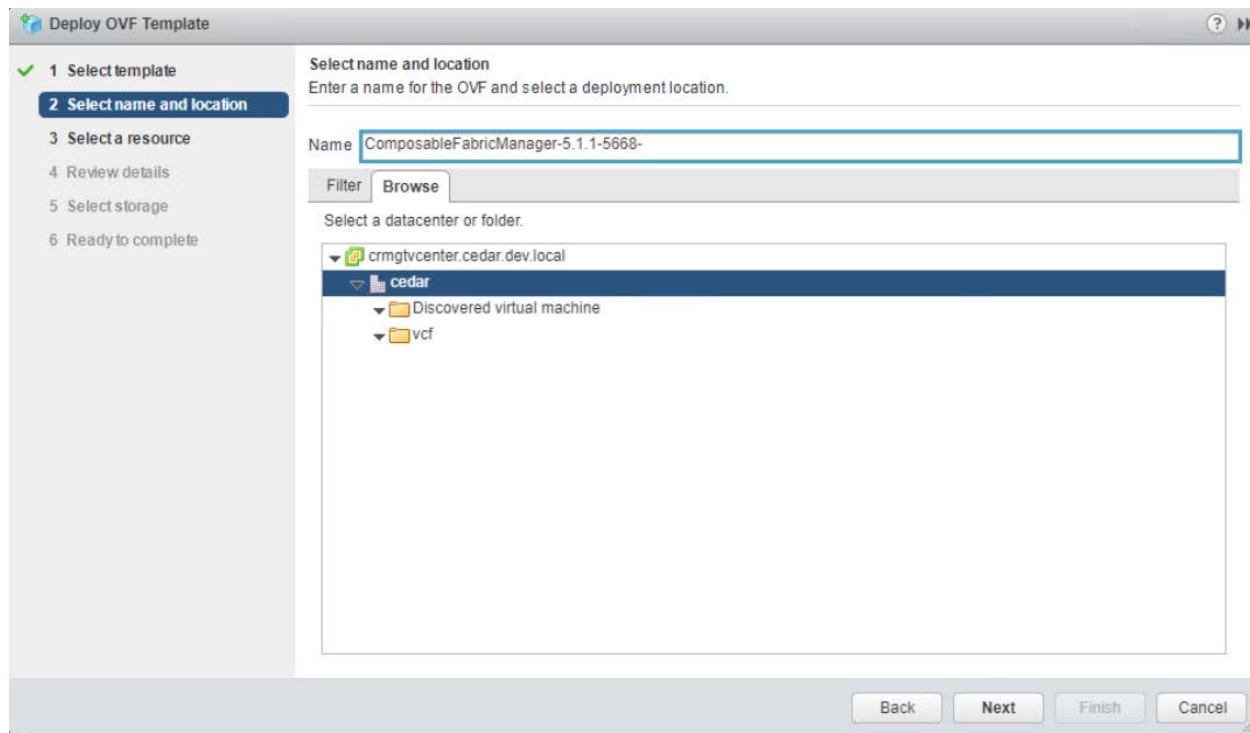 Deploy OVF Template
1 Select template
2 Select name and location
3 Select a resource
4 Review details
5 Select storage
6 Ready to complete
Select name and location
Enter a name for the OVF and select a deployment location.
Name ComposableFabricManager-5.1.1-5668-
Filter Browse
Select a datacenter or folder.
crmgtvcenter.cedar.dev.local
cedar
Discovered virtual machine
vcf
Back Next Finish Cancel